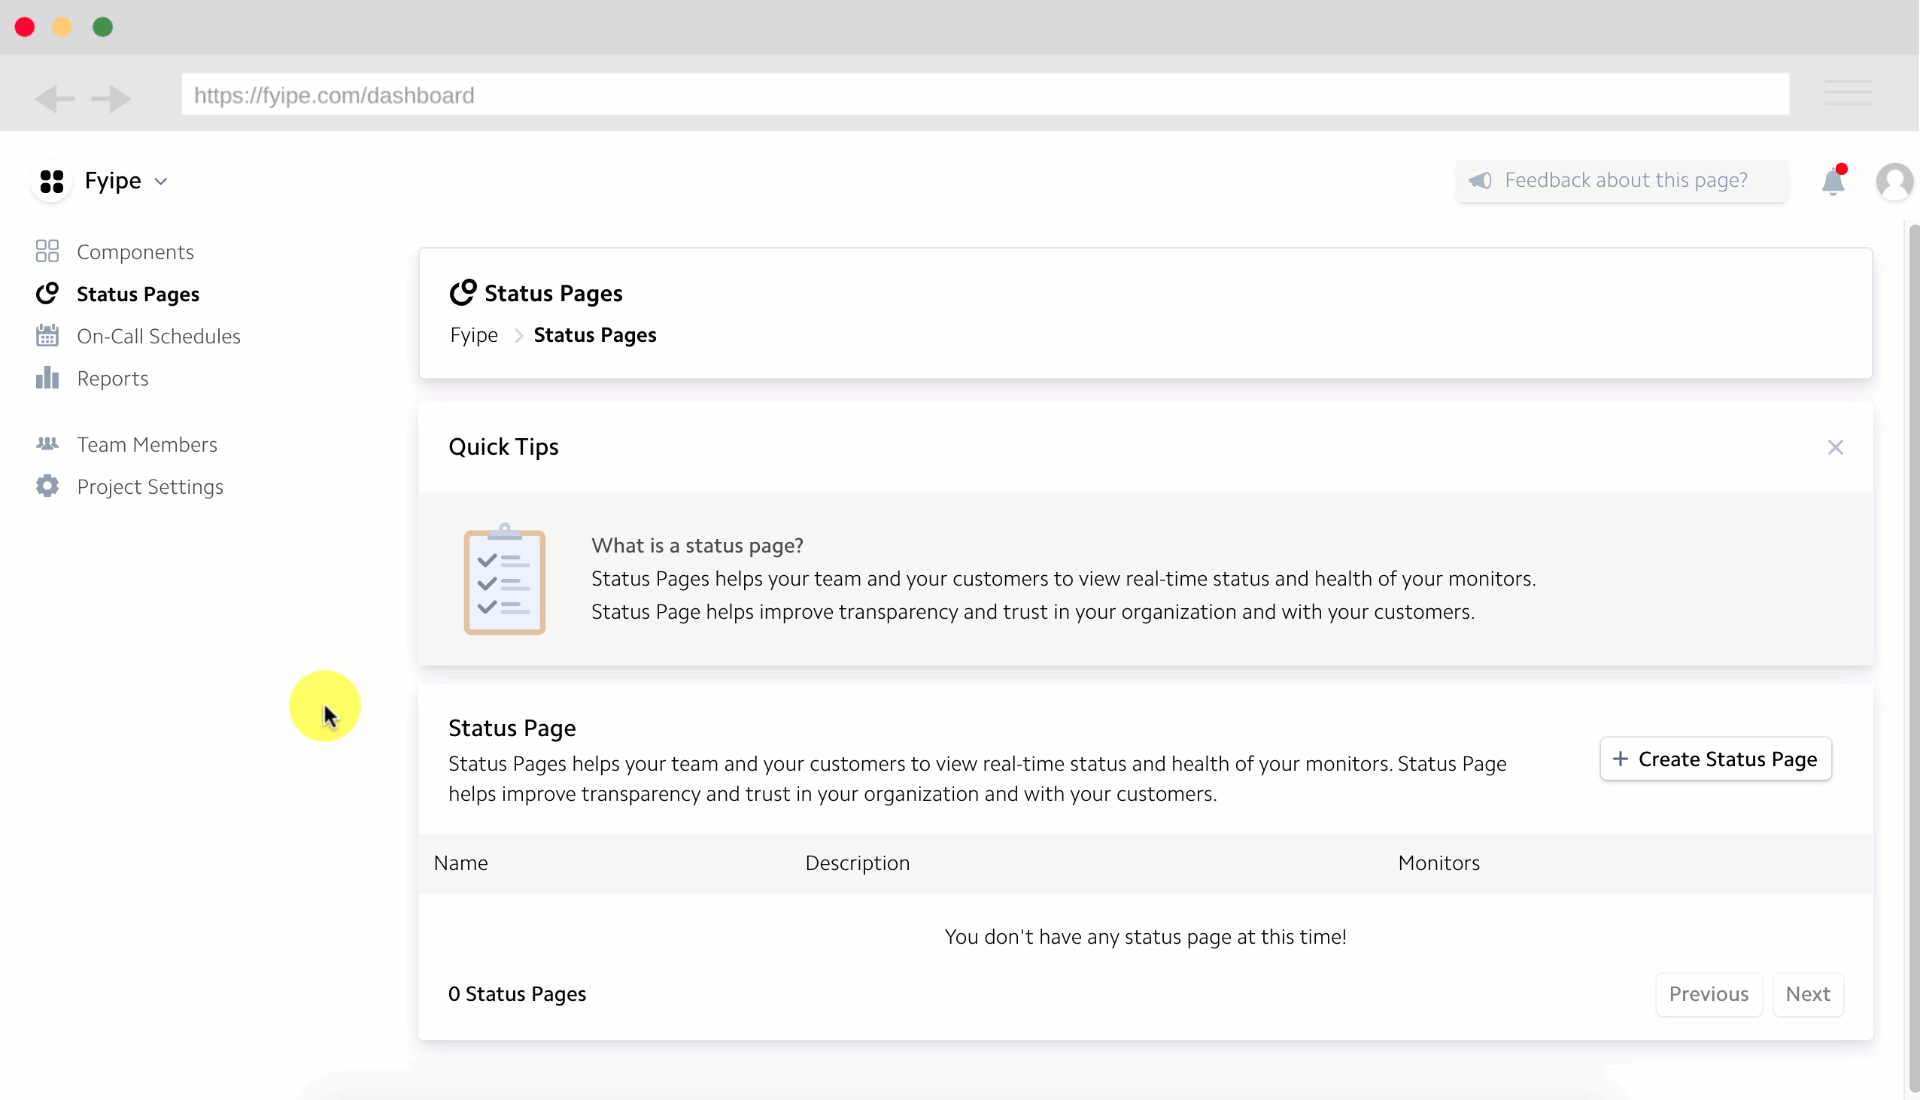 https://fyipe.com/dashboard
Fyipe
Feedback about this page?
Components
Status Pages
On-Call Schedules
Reports
Team Members
Project Settings
Status Pages
Fyipe Status Pages
Quick Tips
What is a status page?
Status Pages helps your team and your customers to view real-time status and health of your monitors.
Status Page helps improve transparency and trust in your organization and with your customers.
Status Page
Status Pages helps your team and your customers to view real-time status and health of your monitors. Status Page
helps improve transparency and trust in your organization and with your customers.
+ Create Status Page
Name Description Monitors
You don't have any status page at this time!
0 Status Pages
Previous Next